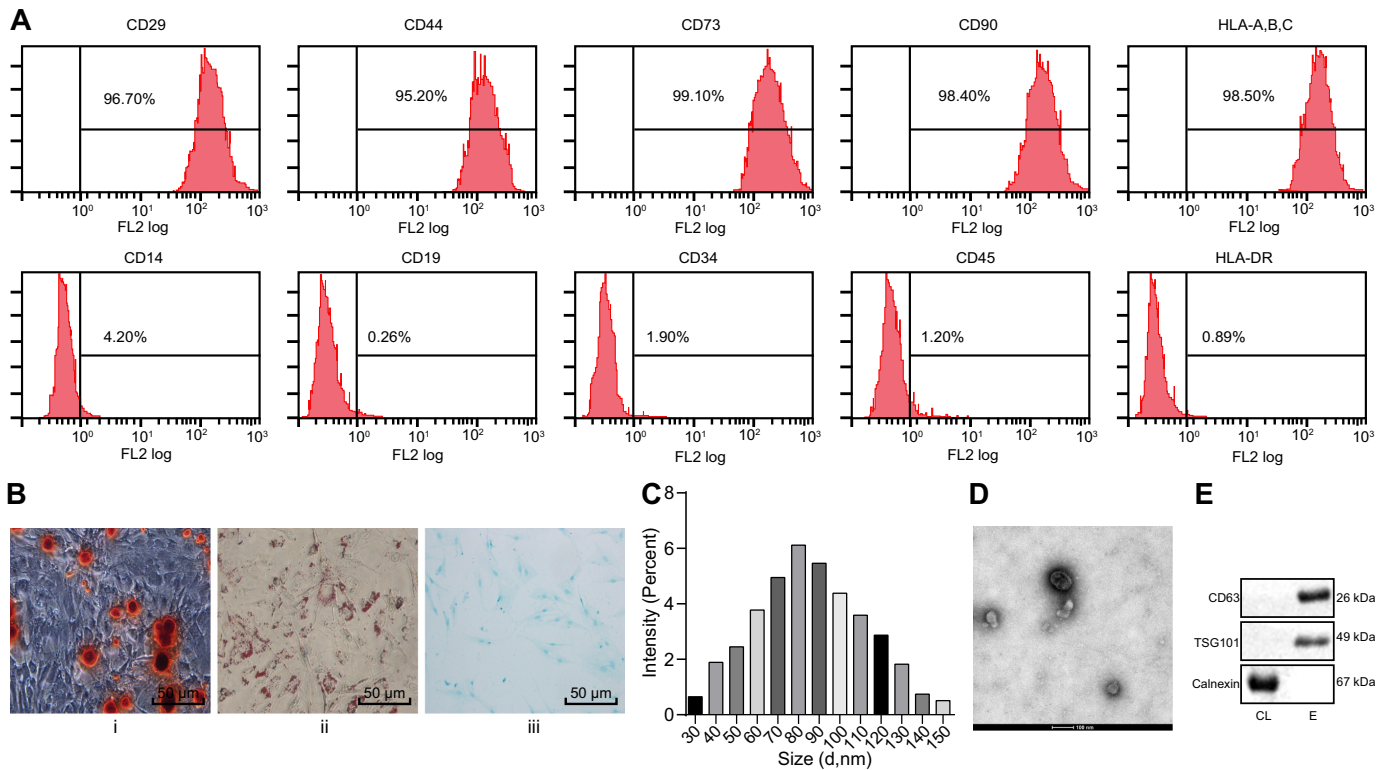 A
CD29 CD44 CD73 CD90 HLA-A,B,C
96.70% 95.20% 99.10% 98.40% 98.50%
10⁰ 10¹ 10² 10³ 10⁰ 10¹ 10² 10³ 10⁰ 10¹ 10² 10³ 10⁰ 10¹ 10² 10³ 10⁰ 10¹ 10² 10³
FL2 log FL2 log FL2 log FL2 log FL2 log
CD14 CD19 CD34 CD45 HLA-DR
4.20% 0.26% 1.90% 1.20% 0.89%
10⁰ 10¹ 10² 10³ 10⁰ 10¹ 10² 10³ 10⁰ 10¹ 10² 10³ 10⁰ 10¹ 10² 10³ 10⁰ 10¹ 10² 10³
FL2 log FL2 log FL2 log FL2 log FL2 log
B
50 µm 50 µm 50 µm
i ii iii
C
Intensity (Percent)
8
6
4
2
0
30 40 50 60 70 80 90 100 110 120 130 140 150
Size (d,nm)
D
100 nm
E
CD63 26 kDa
TSG101 49 kDa
Calnexin 67 kDa
CL E